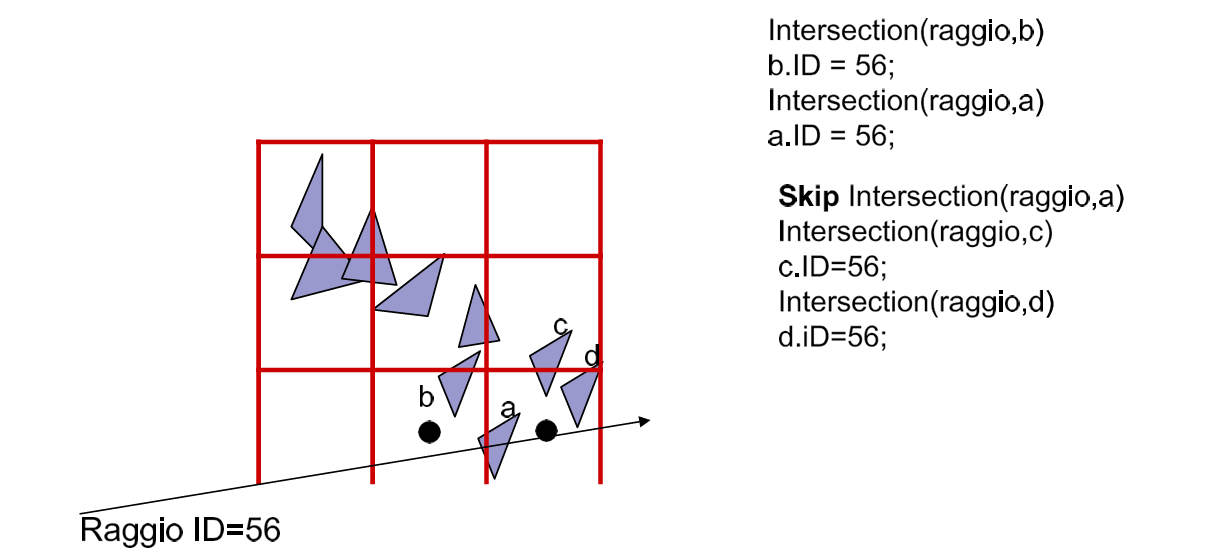 Intersection(raggio,b)
b.ID = 56;
Intersection(raggio,a)
a.ID = 56;
Skip Intersection(raggio,a)
Intersection(raggio,c)
c.ID=56;
Intersection(raggio,d)
d.iD=56;
c
d
b
a
Raggio ID=56